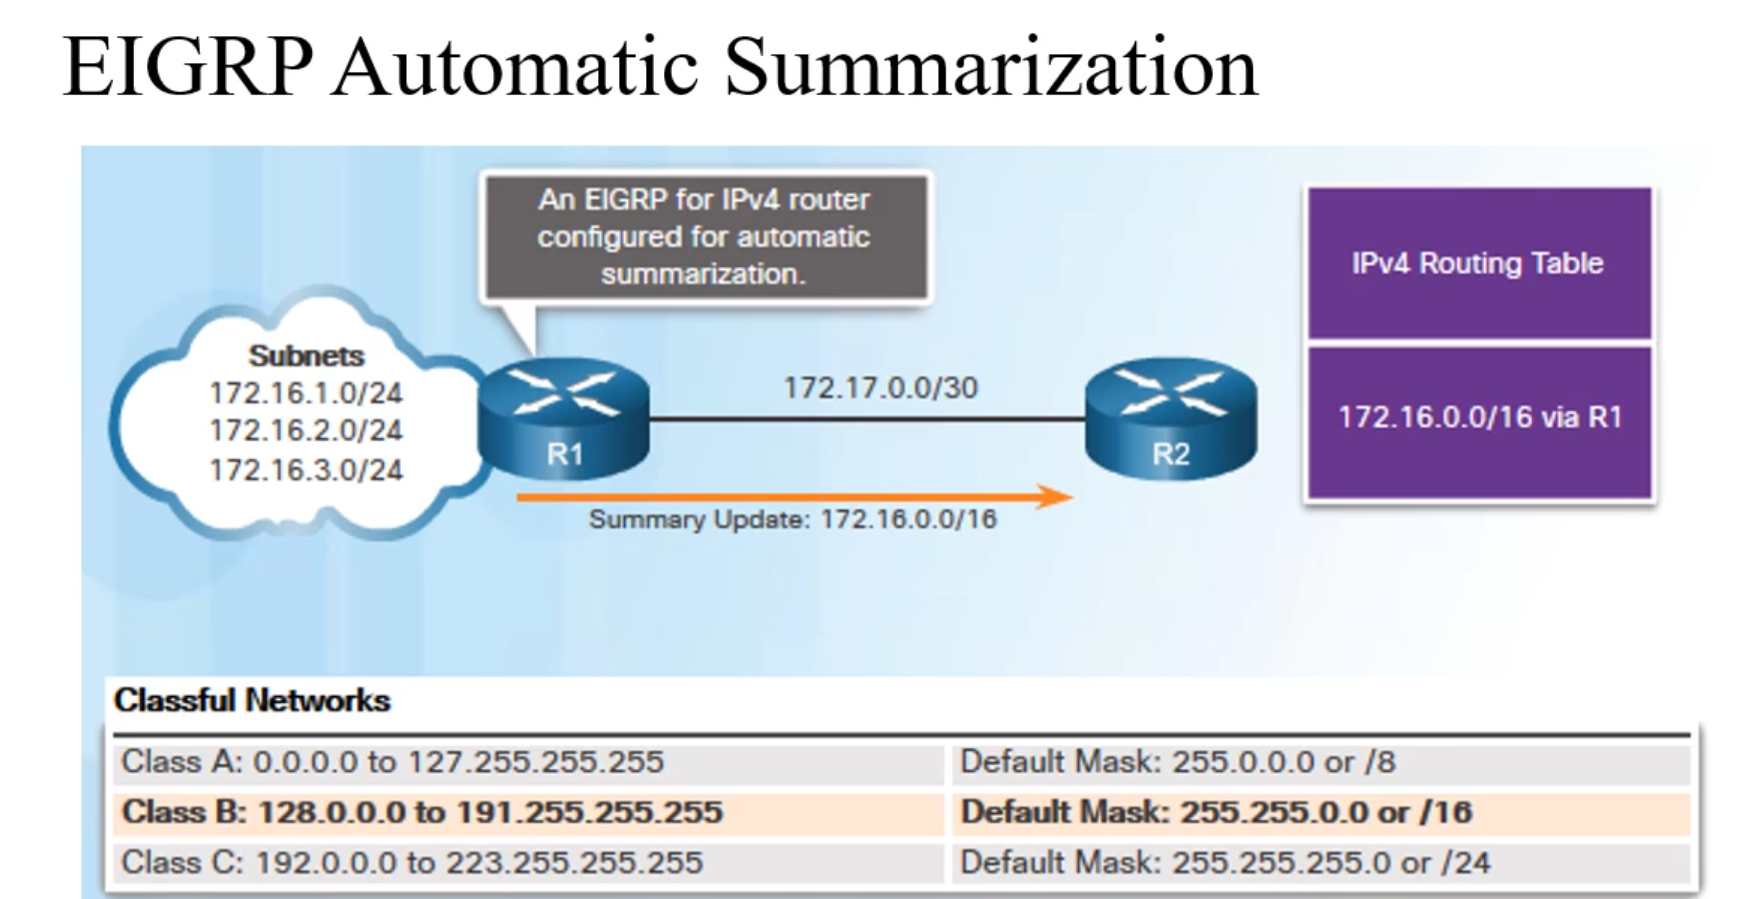 EIGRP Automatic Summarization
An EIGRP for IPv4 router
configured for automatic
summarization.
IPv4 Routing Table
172.16.0.0/16 via R1
Subnets
172.16.1.0/24
172.16.2.0/24
172.16.3.0/24
R1
172.17.0.0/30
R2
Summary Update: 172.16.0.0/16
Classful Networks
Class A: 0.0.0.0 to 127.255.255.255 Default Mask: 255.0.0.0 or /8
Class B: 128.0.0.0 to 191.255.255.255 Default Mask: 255.255.0.0 or /16
Class C: 192.0.0.0 to 223.255.255.255 Default Mask: 255.255.255.0 or /24